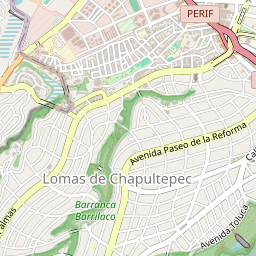 PERIF
Avenida Paseo de la Reforma
Lomas de Chapultepec
Barranca
Barrilaco
Avenida Toluca